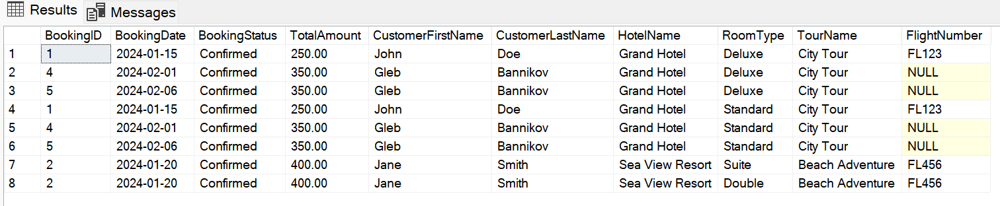 Results Messages
BookingID BookingDate BookingStatus TotalAmount CustomerFirstName CustomerLastName HotelName RoomType TourName FlightNumber
1 1 2024-01-15 Confirmed 250.00 John Doe Grand Hotel Deluxe City Tour FL123
2 4 2024-02-01 Confirmed 350.00 Gleb Bannikov Grand Hotel Deluxe City Tour NULL
3 5 2024-02-06 Confirmed 350.00 Gleb Bannikov Grand Hotel Deluxe City Tour NULL
4 1 2024-01-15 Confirmed 250.00 John Doe Grand Hotel Standard City Tour FL123
5 4 2024-02-01 Confirmed 350.00 Gleb Bannikov Grand Hotel Standard City Tour NULL
6 5 2024-02-06 Confirmed 350.00 Gleb Bannikov Grand Hotel Standard City Tour NULL
7 2 2024-01-20 Confirmed 400.00 Jane Smith Sea View Resort Suite Beach Adventure FL456
8 2 2024-01-20 Confirmed 400.00 Jane Smith Sea View Resort Double Beach Adventure FL456